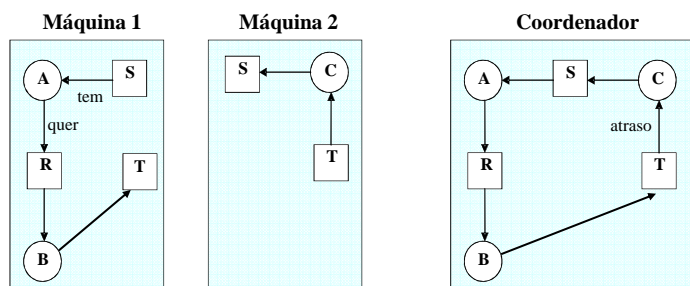 Máquina 1
Máquina 2
Coordenador
A
S
tem
quer
R
T
B
S
C
T
A
S
C
atraso
R
T
B